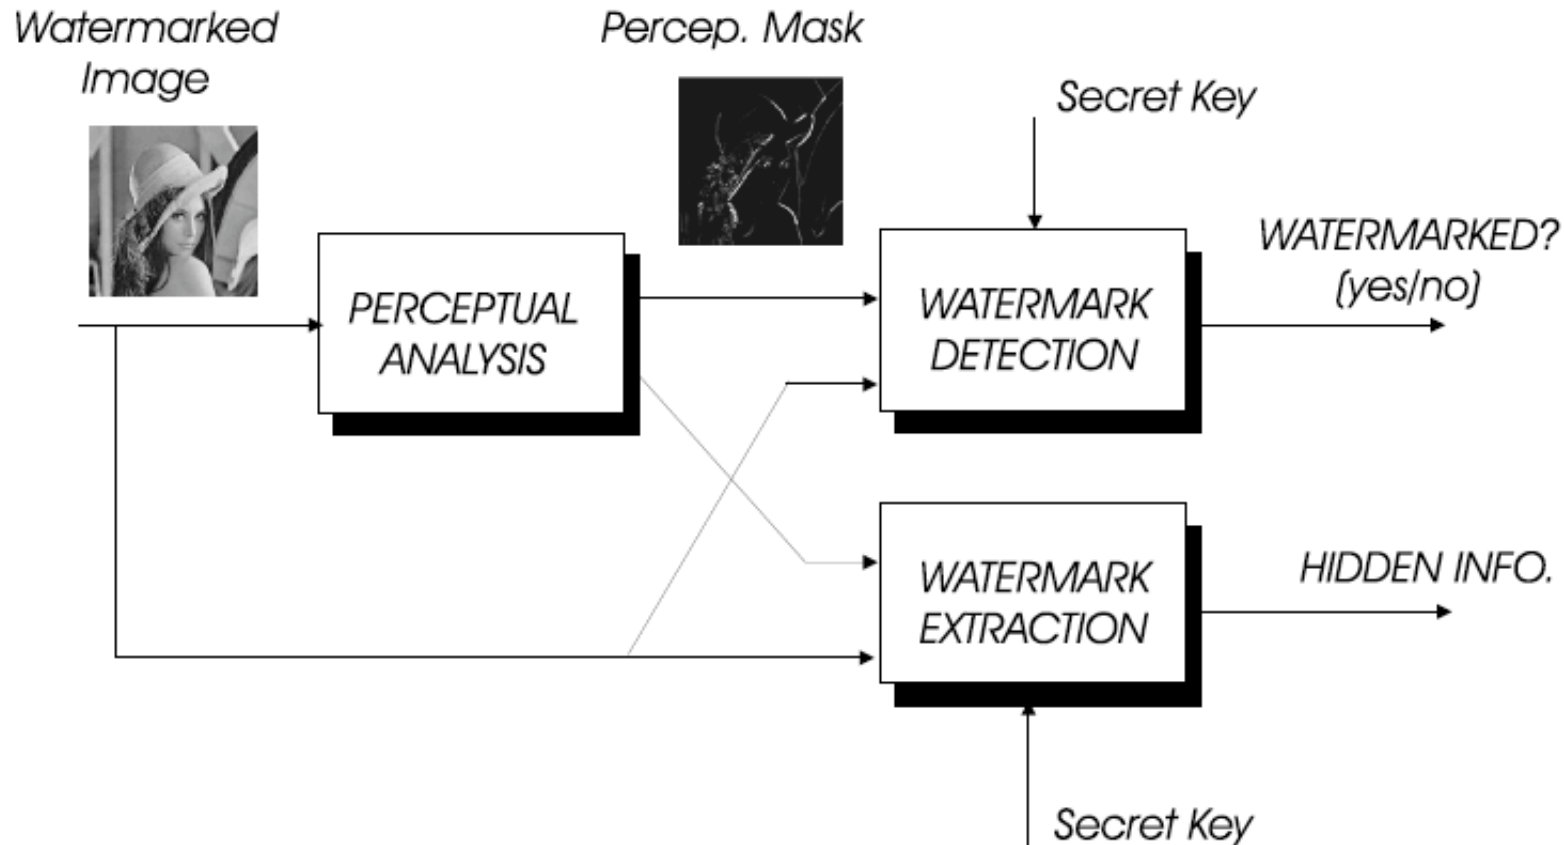 Watermarked
Image
Percep. Mask
Secret Key
PERCEPTUAL
ANALYSIS
WATERMARK
DETECTION
WATERMARKED?
(yes/no)
WATERMARK
EXTRACTION
HIDDEN INFO.
Secret Key